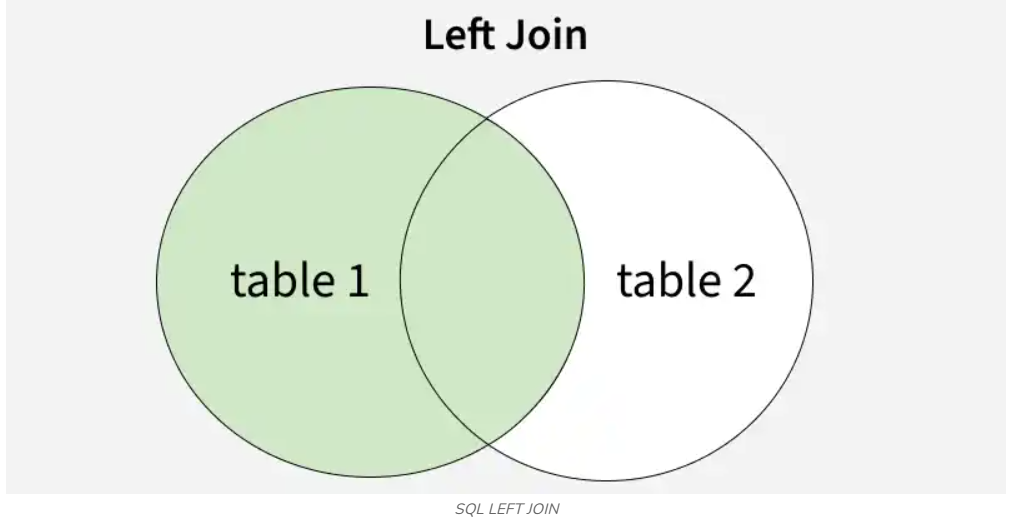 Left Join
table 1
table 2
SQL LEFT JOIN